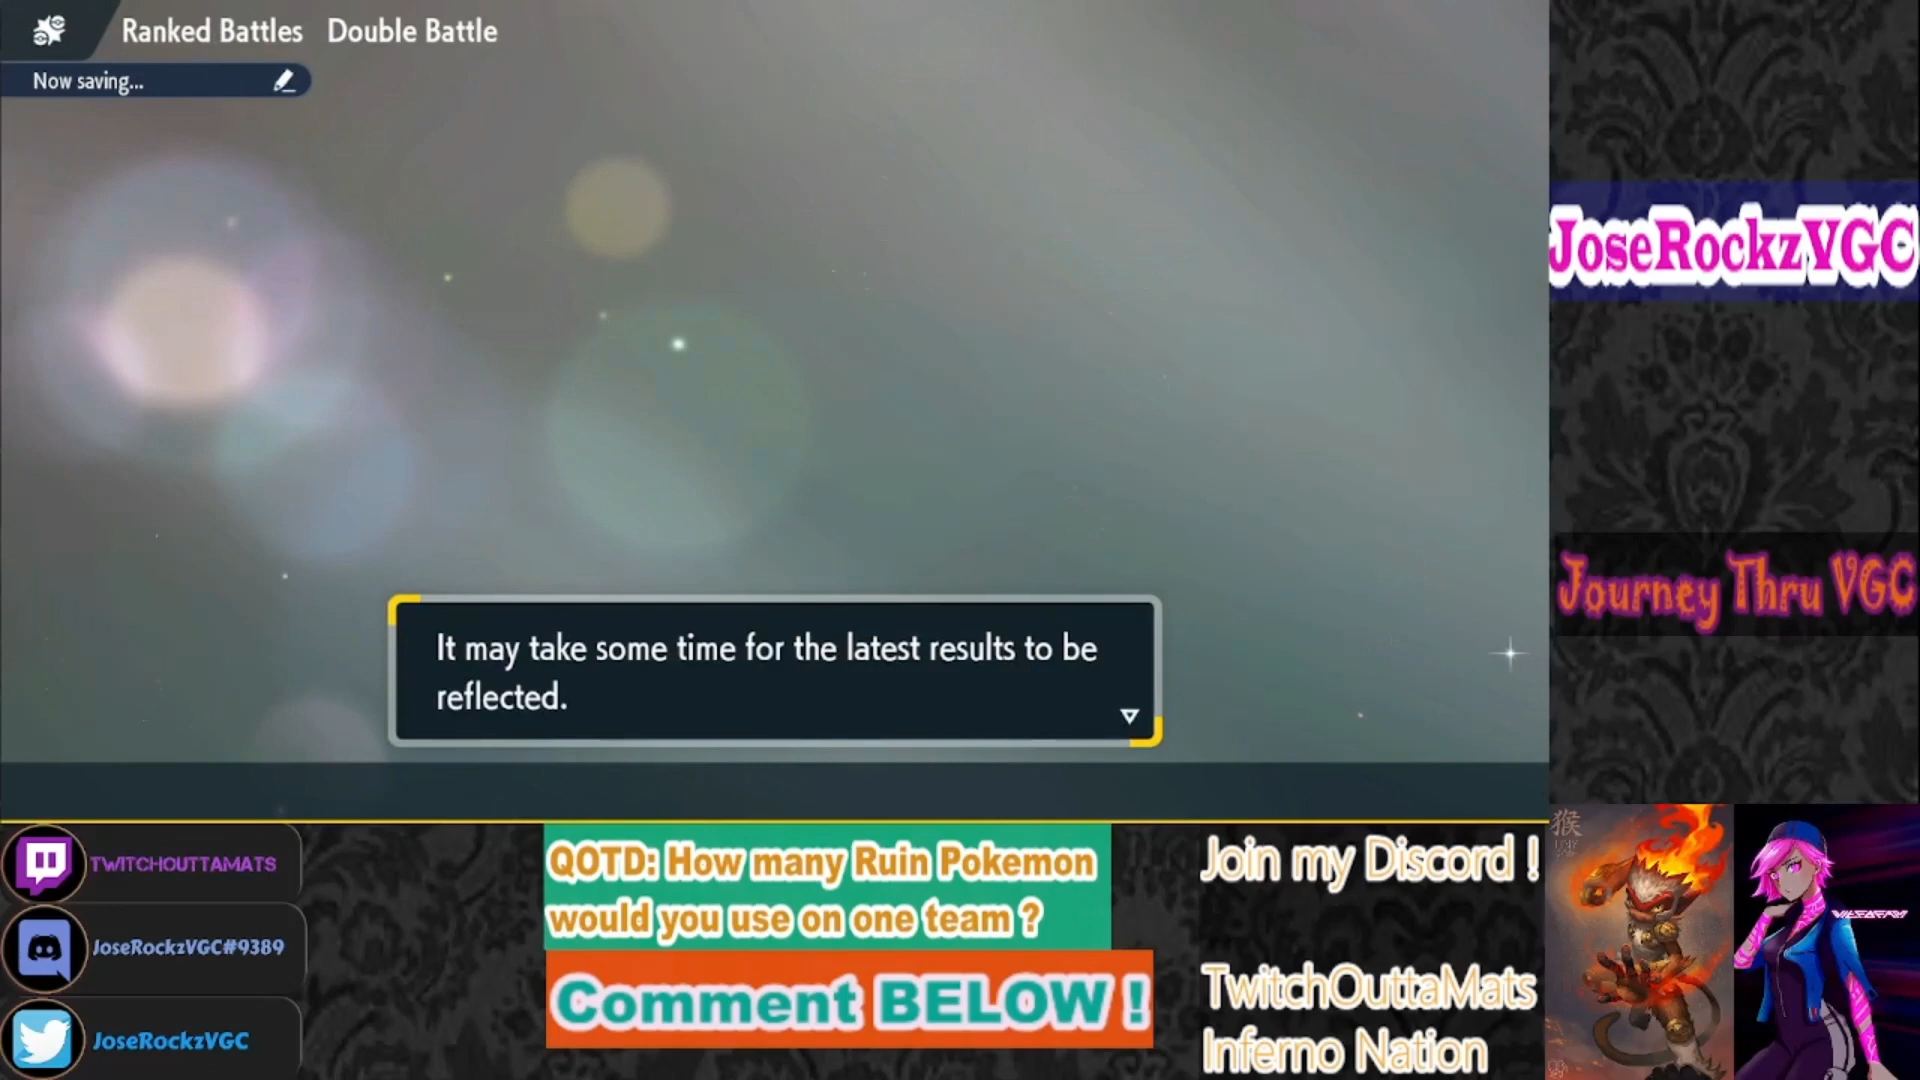 Ranked Battles Double Battle
Now saving...
JoseRockzVGC
Journey Thru VGC
It may take some time for the latest results to be
reflected.
TWITCHOUTTAMATS
JoseRockzVGC#9389
JoseRockzVGC
QOTD: How many Ruin Pokemon
would you use on one team ?
Comment BELOW !
Join my Discord !
TwitchOuttaMats
Inferno Nation
猴